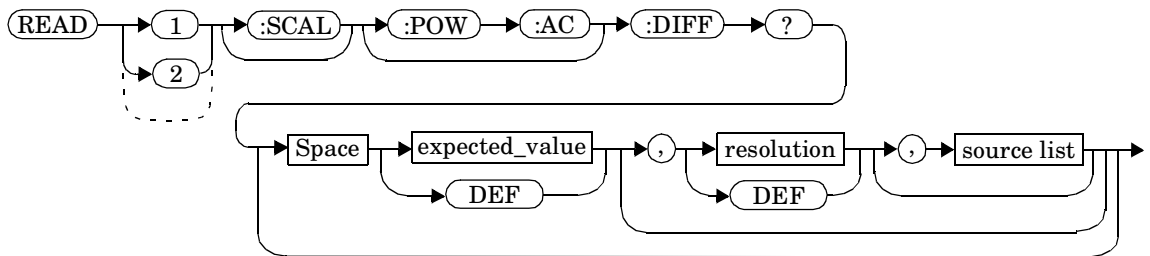 READ 1 :SCAL :POW :AC :DIFF ?
2
Space expected_value , resolution , source list
DEF DEF